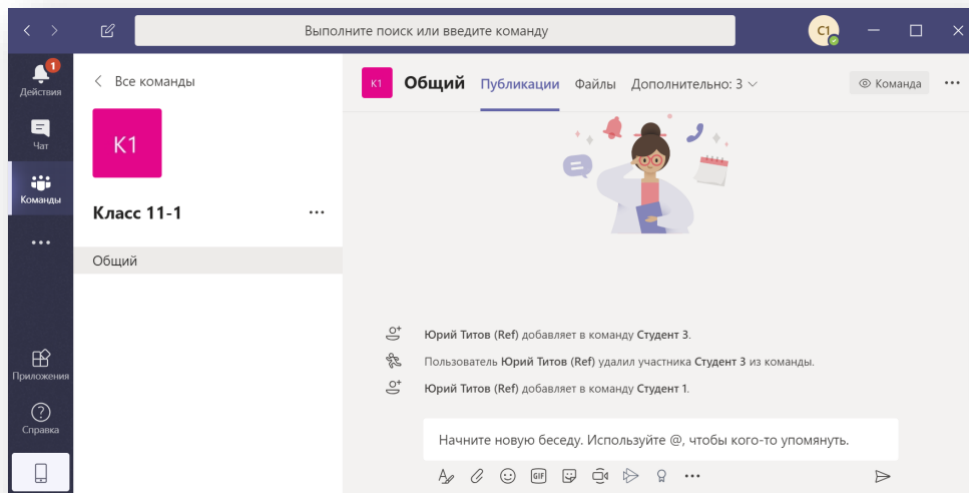 Выполните поиск или введите команду
С1
1
Действия
Чат
Команды
Приложения
Справка
Все команды
К1
Класс 11-1
Общий
К1 Общий Публикации Файлы Дополнительно: 3 Команда
Юрий Титов (Ref) добавляет в команду Студент 3.
Пользователь Юрий Титов (Ref) удалил участника Студент 3 из команды.
Юрий Титов (Ref) добавляет в команду Студент 1.
Начните новую беседу. Используйте @, чтобы кого-то упомянуть.
GIF